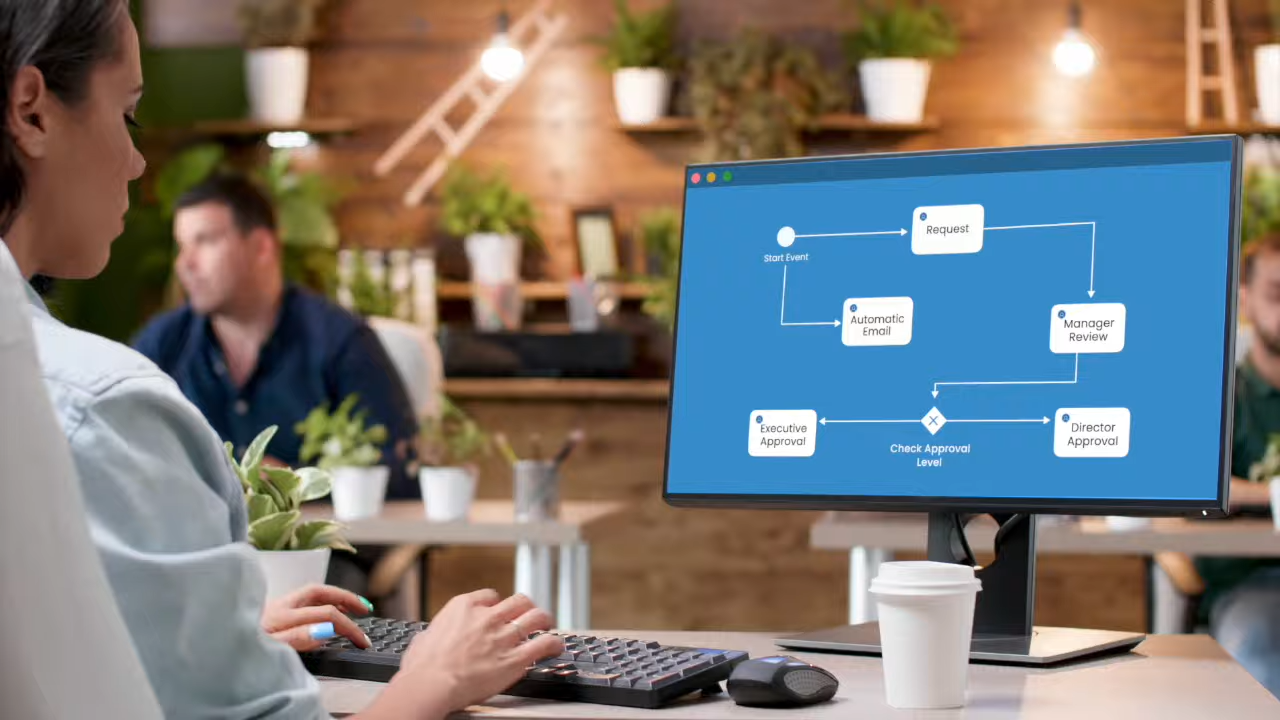 Request
Start Event
Automatic
Email
Manager
Review
Executive
Approval
Check Approval
Level
Director
Approval